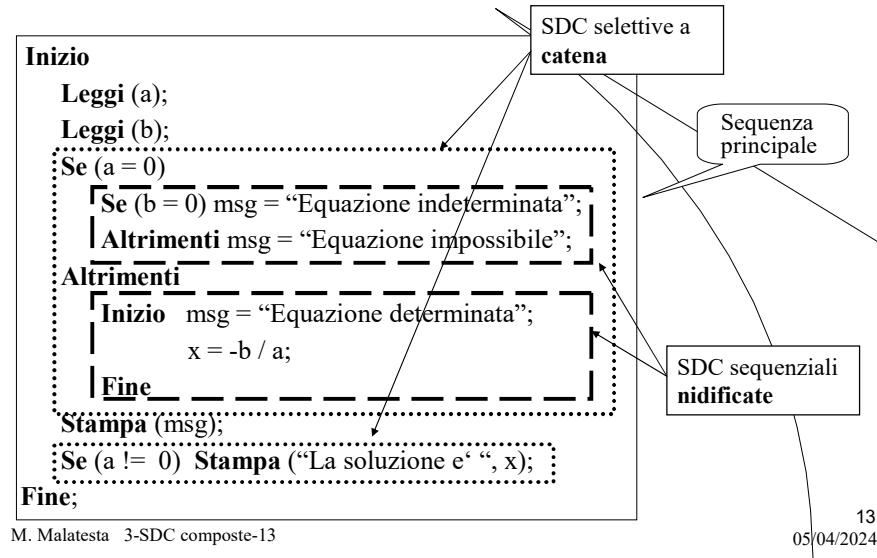 SDC selettive a
catena
Inizio
Leggi (a);
Leggi (b);
Sequenza
principale
Se (a = 0)
Se (b = 0) msg = “Equazione indeterminata”;
Altrimenti msg = “Equazione impossibile”;
Altrimenti
Inizio msg = “Equazione determinata”;
x = -b / a;
Fine
SDC sequenziali
nidificate
Stampa (msg);
Se (a != 0) Stampa (“La soluzione e‘ “, x);
Fine;
M. Malatesta 3-SDC composte-13
13
05/04/2024